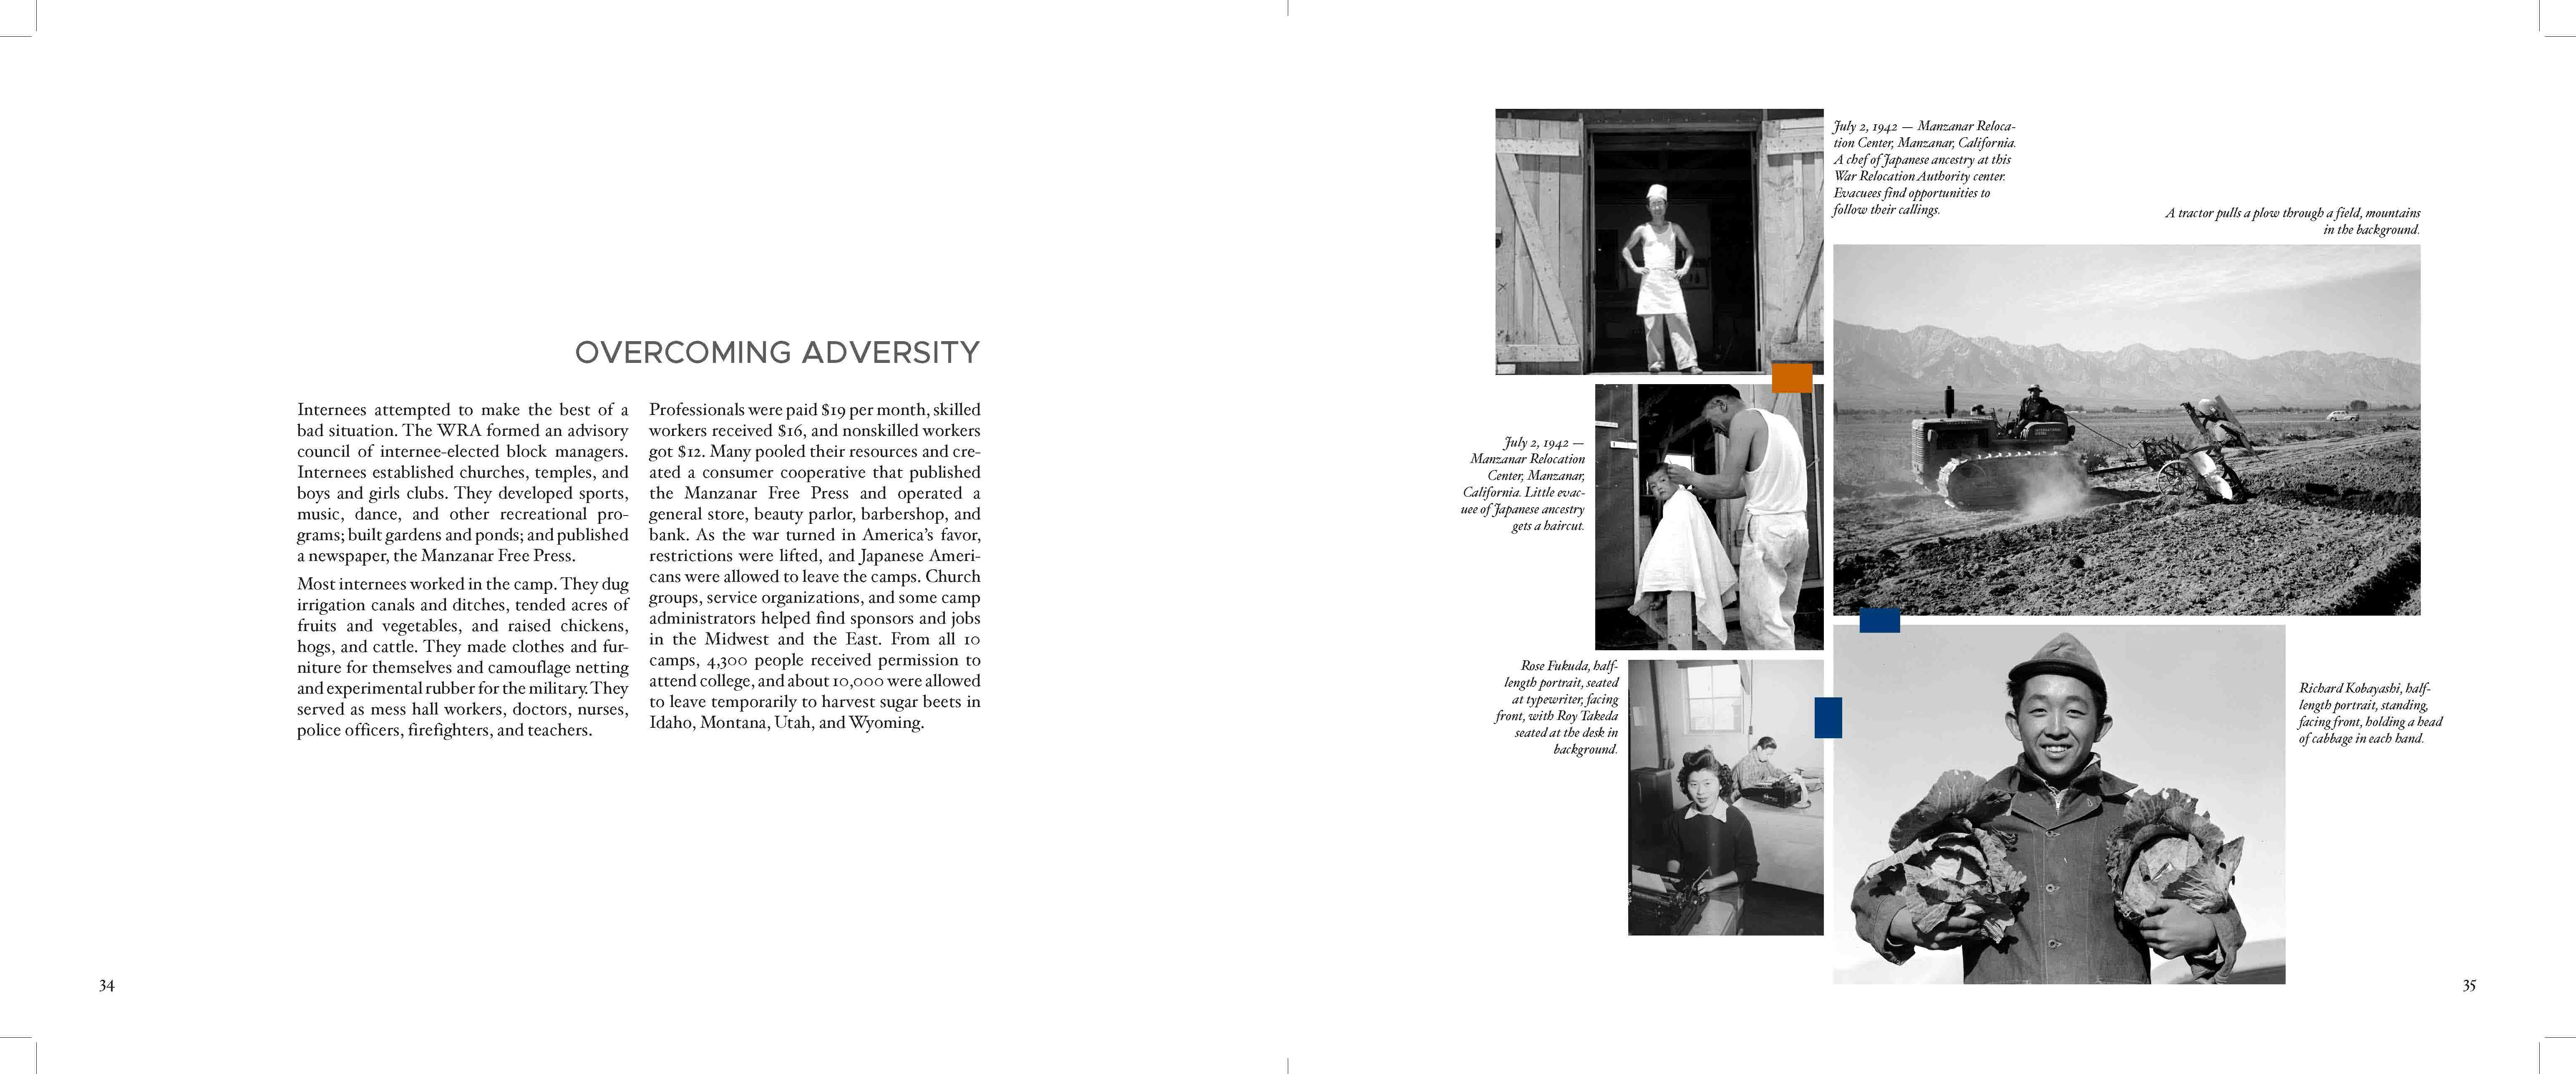 OVERCOMING ADVERSITY
Internees attempted to make the best of a
bad situation. The WRA formed an advisory
council of internee-elected block managers.
Internees established churches, temples, and
boys and girls clubs. They developed sports,
music, dance, and other recreational pro-
grams; built gardens and ponds; and published
a newspaper, the Manzanar Free Press.
Most internees worked in the camp. They dug
irrigation canals and ditches, tended acres of
fruits and vegetables, and raised chickens,
hogs, and cattle. They made clothes and fur-
niture for themselves and camouflage netting
and experimental rubber for the military. They
served as mess hall workers, doctors, nurses,
police officers, firefighters, and teachers.
Professionals were paid $19 per month, skilled
workers received $16, and nonskilled workers
got $12. Many pooled their resources and cre-
ated a consumer cooperative that published
the Manzanar Free Press and operated a
general store, beauty parlor, barbershop, and
bank. As the war turned in America's favor,
restrictions were lifted, and Japanese Ameri-
cans were allowed to leave the camps. Church
groups, service organizations, and some camp
administrators helped find sponsors and jobs
in the Midwest and the East. From all 10
camps, 4,300 people received permission to
attend college, and about 10,000 were allowed
to leave temporarily to harvest sugar beets in
Idaho, Montana, Utah, and Wyoming.
34
July 2, 1942 — Manzanar Reloca-
tion Center, Manzanar, California.
A chef of Japanese ancestry at this
War Relocation Authority center.
Evacuees find opportunities to
follow their callings.
A tractor pulls a plow through a field, mountains
in the background.
July 2, 1942 —
Manzanar Relocation
Center, Manzanar,
California. Little evac-
uee of Japanese ancestry
gets a haircut.
Rose Fukuda, half-
length portrait, seated
at typewriter, facing
front, with Roy Takeda
seated at the desk in
background.
Richard Kobayashi, half-
length portrait, standing,
facing front, holding a head
of cabbage in each hand.
35